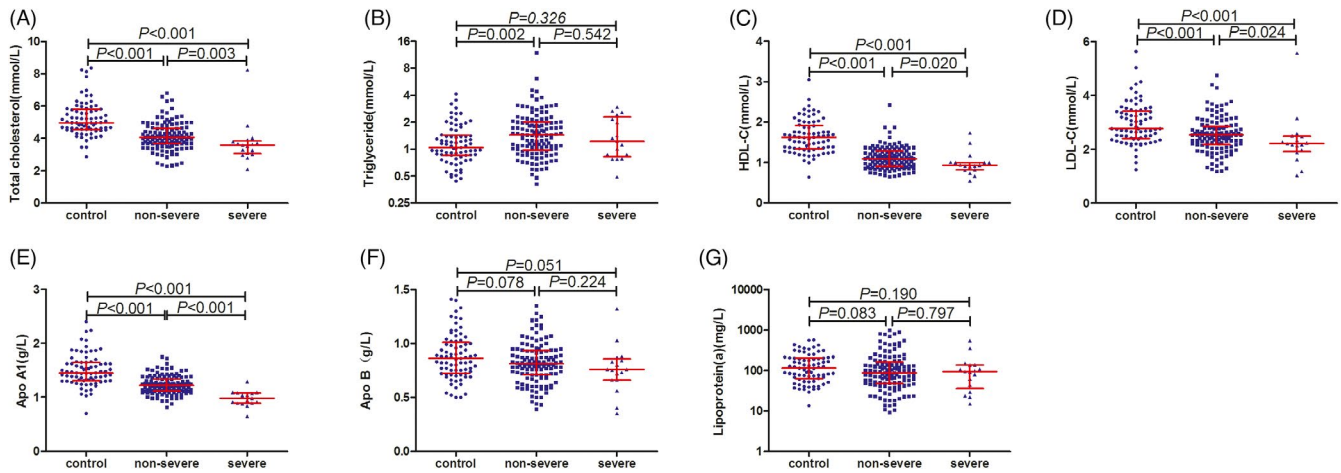 (A)
P<0.001
P<0.001 P=0.003
Total cholesterol(mmol/L)
10
8
6
4
2
0
control non-severe severe
(B)
P=0.326
P=0.002 P=0.542
Triglyceride(mmol/L)
16
12
4
2
1
0.5
0.25
control non-severe severe
(C)
P<0.001
P<0.001 P=0.020
HDL-C(mmol/L)
4
3
2
1
0
control non-severe severe
(D)
P<0.001
P<0.001 P=0.024
LDL-C(mmol/L)
6
4
2
0
control non-severe severe
(E)
P<0.001
P<0.001 P<0.001
Apo A1(g/L)
3
2
1
0
control non-severe severe
(F)
P=0.051
P=0.078 P=0.224
Apo B (g/L)
1.5
1.0
0.5
0.0
control non-severe severe
(G)
P=0.190
P=0.083 P=0.797
Lipoprotein(a)(mg/L)
10000
1000
100
10
1
control non-severe severe